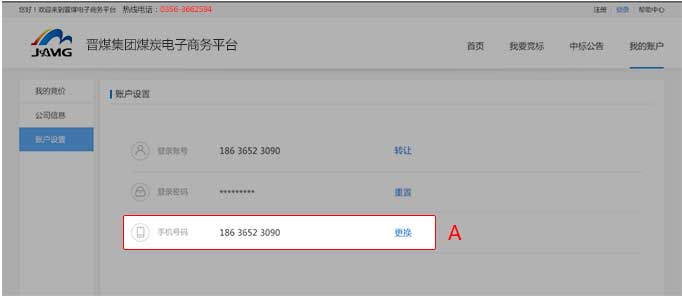 您好！欢迎来到晋煤电子商务平台 热线电话：0356-3662594 注册 | 登录 | 帮助中心
JAMG 晋煤集团煤炭电子商务平台 首页 我要竞标 中标公告 我的账户
我的竞价
公司信息
账户设置
账户设置
登录账号 186 3652 3090 转让
登录密码 ********* 重置
手机号码 186 3652 3090 更换
A